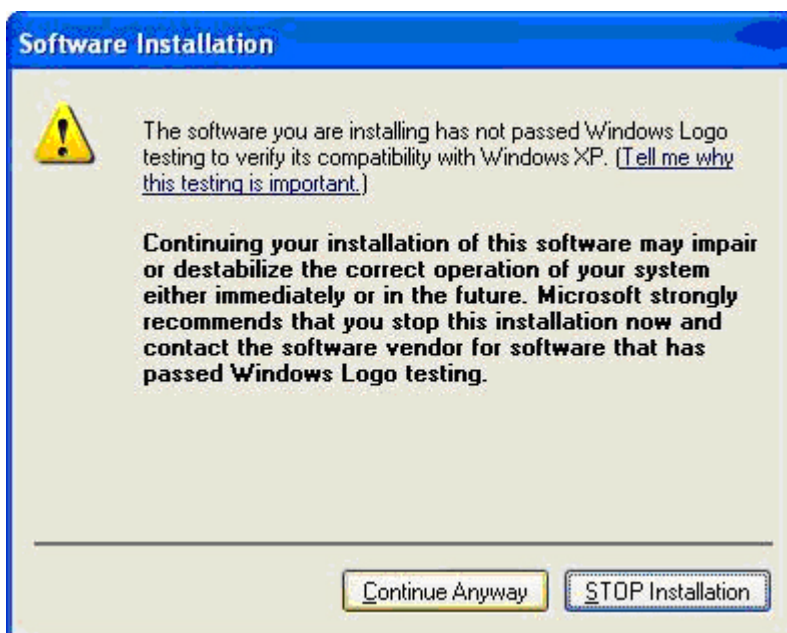 Software Installation
The software you are installing has not passed Windows Logo
testing to verify its compatibility with Windows XP. (Tell me why
this testing is important.)
Continuing your installation of this software may impair
or destabilize the correct operation of your system
either immediately or in the future. Microsoft strongly
recommends that you stop this installation now and
contact the software vendor for software that has
passed Windows Logo testing.
Continue Anyway
STOP Installation